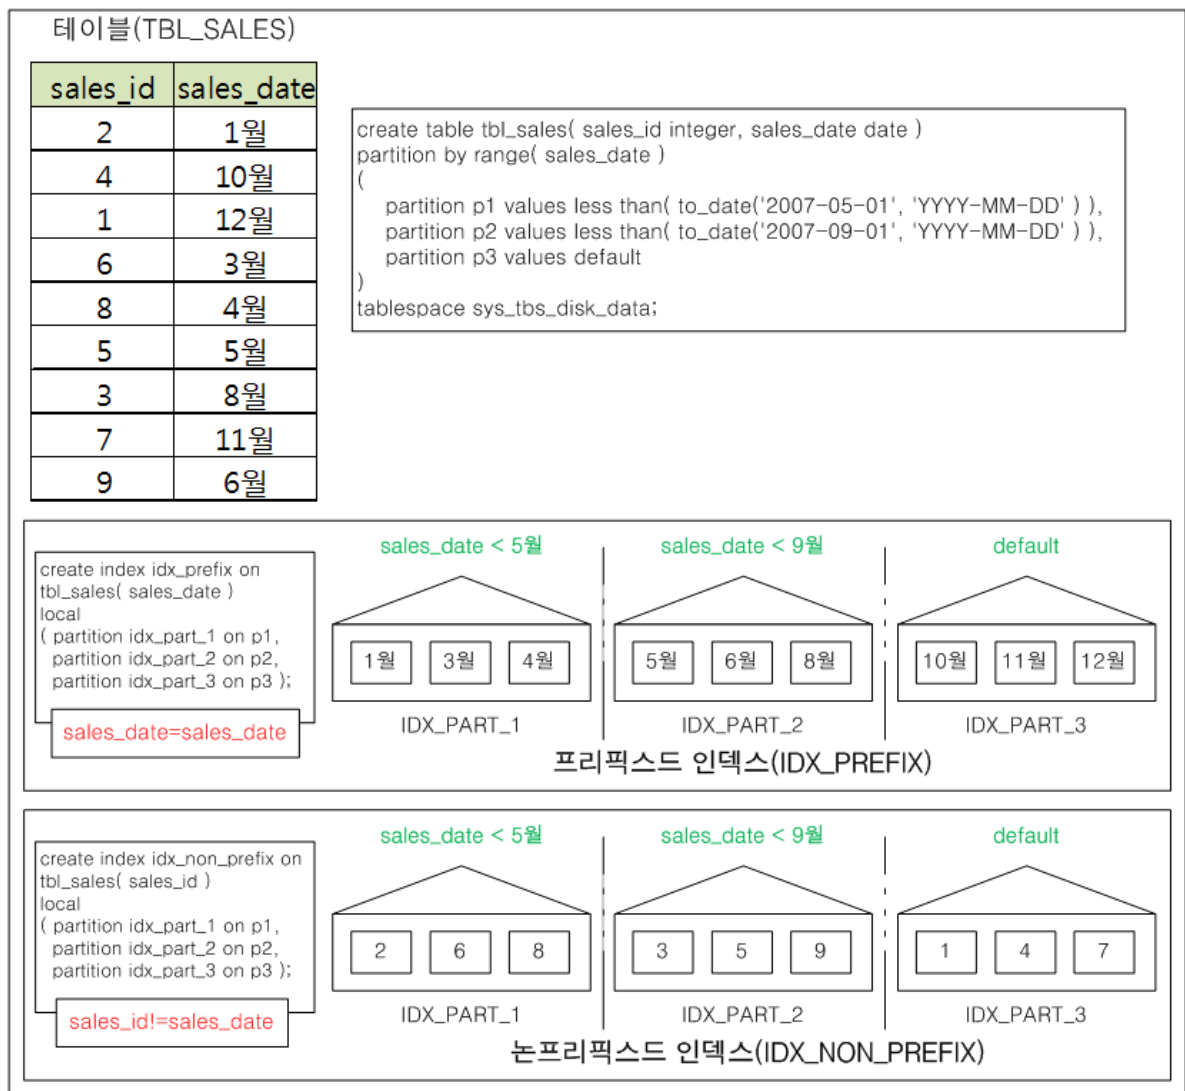 테이블(TBL_SALES)
sales_id sales_date
2 1월
4 10월
1 12월
6 3월
8 4월
5 5월
3 8월
7 11월
9 6월
create table tbl_sales( sales_id integer, sales_date date )
partition by range( sales_date )
(
partition p1 values less than( to_date('2007-05-01', 'YYYY-MM-DD' ) ),
partition p2 values less than( to_date('2007-09-01', 'YYYY-MM-DD' ) ),
partition p3 values default
)
tablespace sys_tbs_disk_data;
create index idx_prefix on
tbl_sales( sales_date )
local
( partition idx_part_1 on p1,
partition idx_part_2 on p2,
partition idx_part_3 on p3 );
sales_date=sales_date
sales_date < 5월 sales_date < 9월 default
1월 3월 4월 5월 6월 8월 10월 11월 12월
IDX_PART_1 IDX_PART_2 IDX_PART_3
프리픽스드 인덱스(IDX_PREFIX)
create index idx_non_prefix on
tbl_sales( sales_id )
local
( partition idx_part_1 on p1,
partition idx_part_2 on p2,
partition idx_part_3 on p3 );
sales_id!=sales_date
sales_date < 5월 sales_date < 9월 default
2 6 8 3 5 9 1 4 7
IDX_PART_1 IDX_PART_2 IDX_PART_3
논프리픽스드 인덱스(IDX_NON_PREFIX)